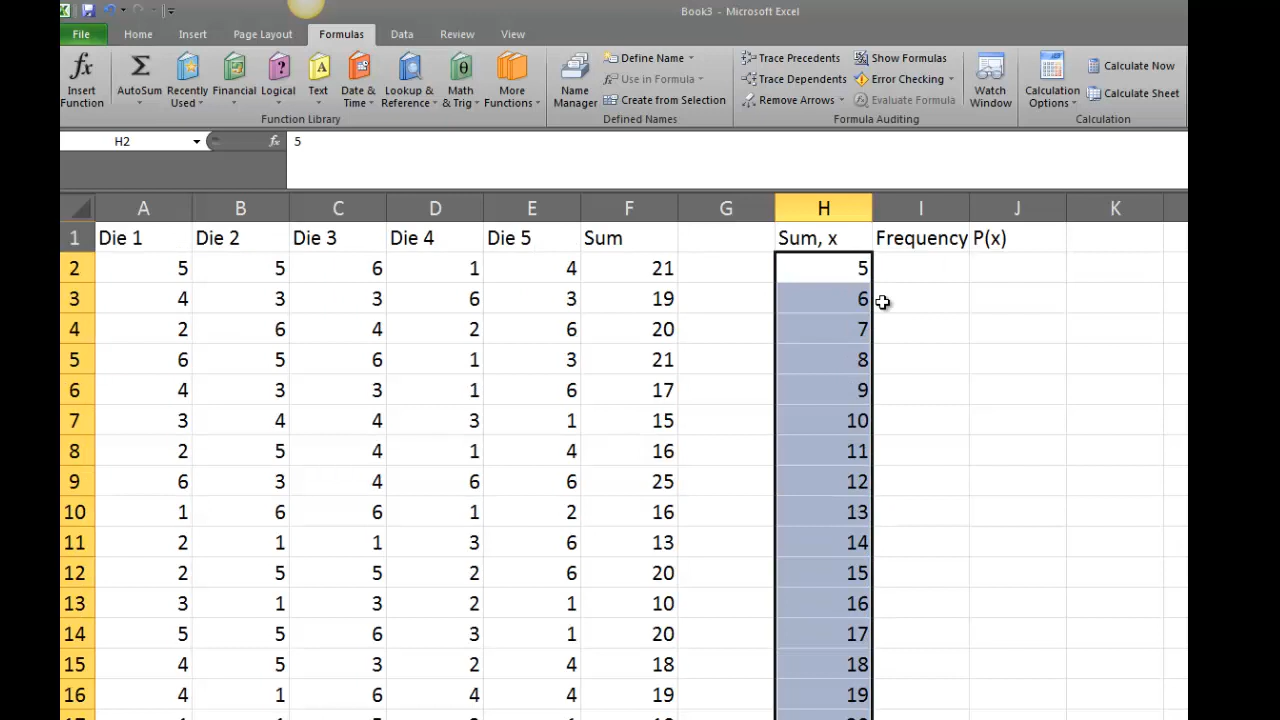 Book3 - Microsoft Excel
File Home Insert Page Layout Formulas Data Review View
Insert Function AutoSum Recently Used Financial Logical Text Date & Time Lookup & Reference Math & Trig More Functions Name Manager Define Name Use in Formula Create from Selection Trace Precedents Trace Dependents Remove Arrows Show Formulas Error Checking Evaluate Formula Watch Window Calculation Options Calculate Now Calculate Sheet
Function Library Defined Names Formula Auditing Calculation
H2 fx 5
A B C D E F G H I J K
1 Die 1 Die 2 Die 3 Die 4 Die 5 Sum Sum, x Frequency P(x)
2 5 5 6 1 4 21 5
3 4 3 3 6 3 19 6
4 2 6 4 2 6 20 7
5 6 5 6 1 3 21 8
6 4 3 3 1 6 17 9
7 3 4 4 3 1 15 10
8 2 5 4 1 4 16 11
9 6 3 4 6 6 25 12
10 1 6 6 1 2 16 13
11 2 1 1 3 6 13 14
12 2 5 5 2 6 20 15
13 3 1 3 2 1 10 16
14 5 5 6 3 1 20 17
15 4 5 3 2 4 18 18
16 4 1 6 4 4 19 19